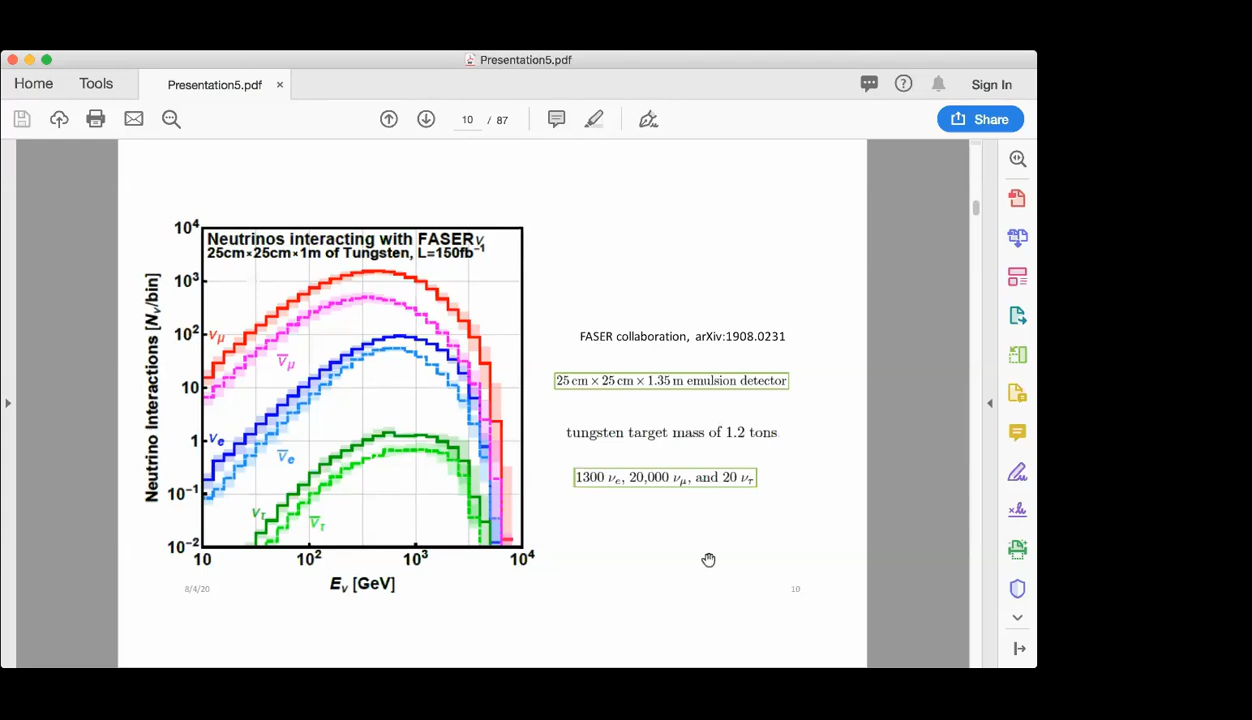 Presentation5.pdf
Home
Tools
Presentation5.pdf ×
Sign In
10 / 87
Share
Neutrinos interacting with FASERν
25cm×25cm×1m of Tungsten, L=150fb⁻¹
Neutrino Interactions [Nν/bin]
10⁴
10³
10²
10
1
10⁻¹
10⁻²
νμ
ν̅μ
νe
ν̅e
ντ
ν̅τ
10 10² 10³ 10⁴
Eν [GeV]
FASER collaboration, arXiv:1908.0231
25 cm × 25 cm × 1.35 m emulsion detector
tungsten target mass of 1.2 tons
1300 νe, 20,000 νμ, and 20 ντ
8/4/20
10